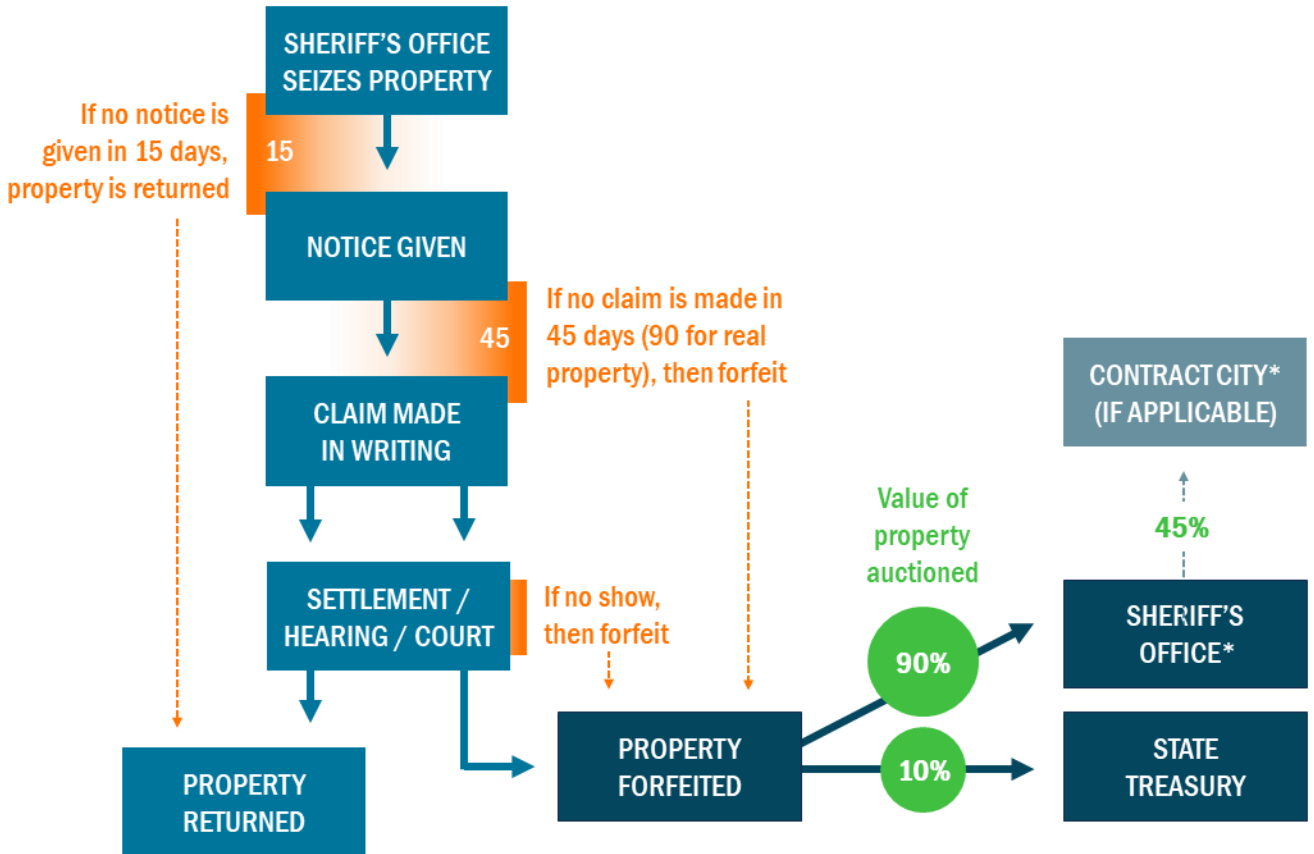 SHERIFF'S OFFICE
SEIZES PROPERTY
If no notice is
given in 15 days,
property is returned
15
NOTICE GIVEN
If no claim is made in
45 days (90 for real
property), then forfeit
45
CLAIM MADE
IN WRITING
CONTRACT CITY*
(IF APPLICABLE)
Value of
property
auctioned
45%
SETTLEMENT /
HEARING / COURT
If no show,
then forfeit
90%
SHERIFF'S
OFFICE*
PROPERTY
RETURNED
PROPERTY
FORFEITED
10%
STATE
TREASURY